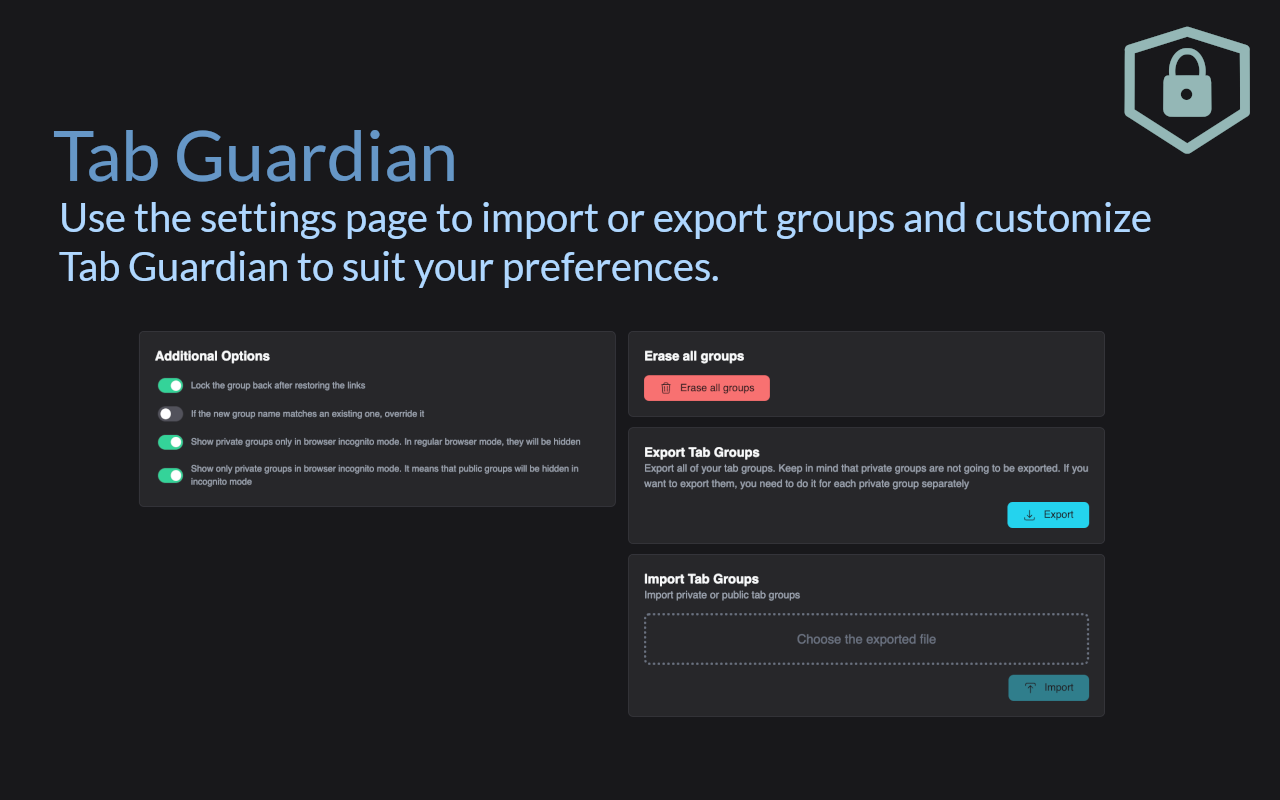 Tab Guardian
Use the settings page to import or export groups and customize
Tab Guardian to suit your preferences.
Additional Options
Lock the group back after restoring the links
If the new group name matches an existing one, override it
Show private groups only in browser incognito mode. In regular browser mode, they will be hidden
Show only private groups in browser incognito mode. It means that public groups will be hidden in
incognito mode
Erase all groups
Erase all groups
Export Tab Groups
Export all of your tab groups. Keep in mind that private groups are not going to be exported. If you
want to export them, you need to do it for each private group separately
Export
Import Tab Groups
Import private or public tab groups
Choose the exported file
Import